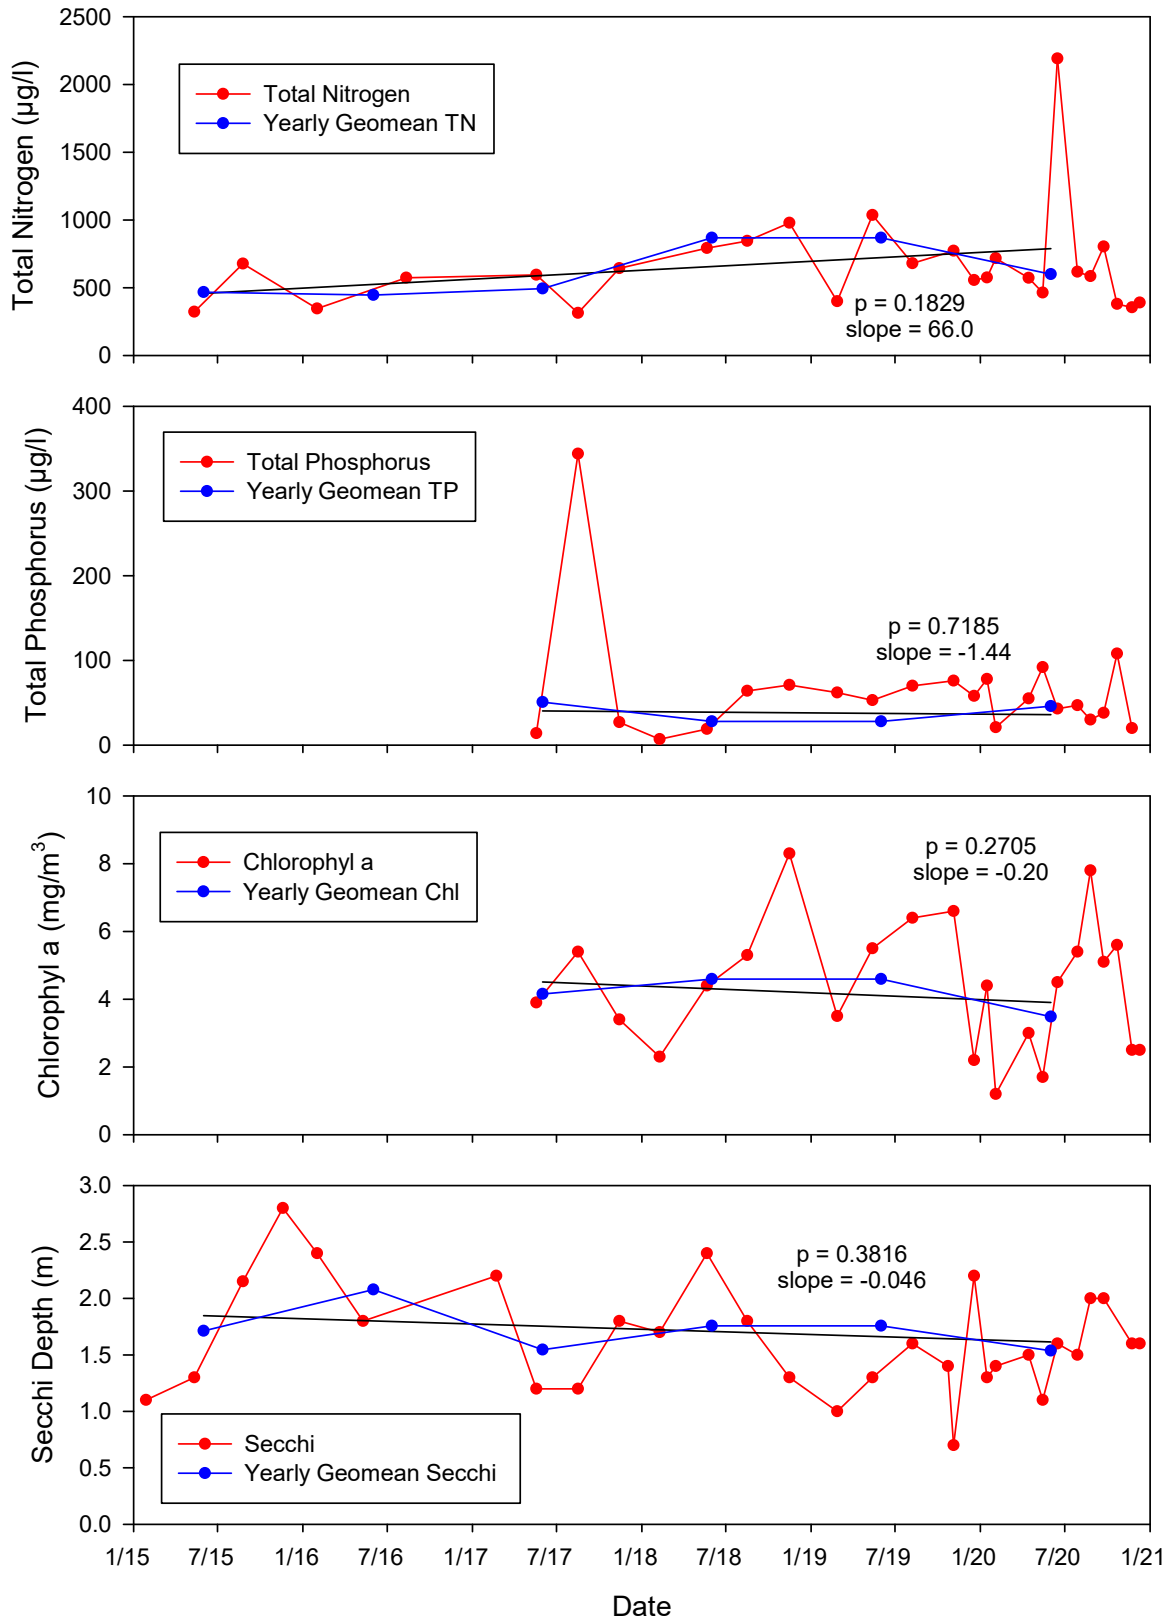 2500
2000
1500
1000
500
0
Total Nitrogen (µg/l)
Total Nitrogen
Yearly Geomean TN
p = 0.1829
slope = 66.0
400
300
200
100
0
Total Phosphorus (µg/l)
Total Phosphorus
Yearly Geomean TP
p = 0.7185
slope = -1.44
10
8
6
4
2
0
Chlorophyl a (mg/m³)
Chlorophyl a
Yearly Geomean Chl
p = 0.2705
slope = -0.20
3.0
2.5
2.0
1.5
1.0
0.5
0.0
Secchi Depth (m)
p = 0.3816
slope = -0.046
Secchi
Yearly Geomean Secchi
1/15 7/15 1/16 7/16 1/17 7/17 1/18 7/18 1/19 7/19 1/20 7/20 1/21
Date